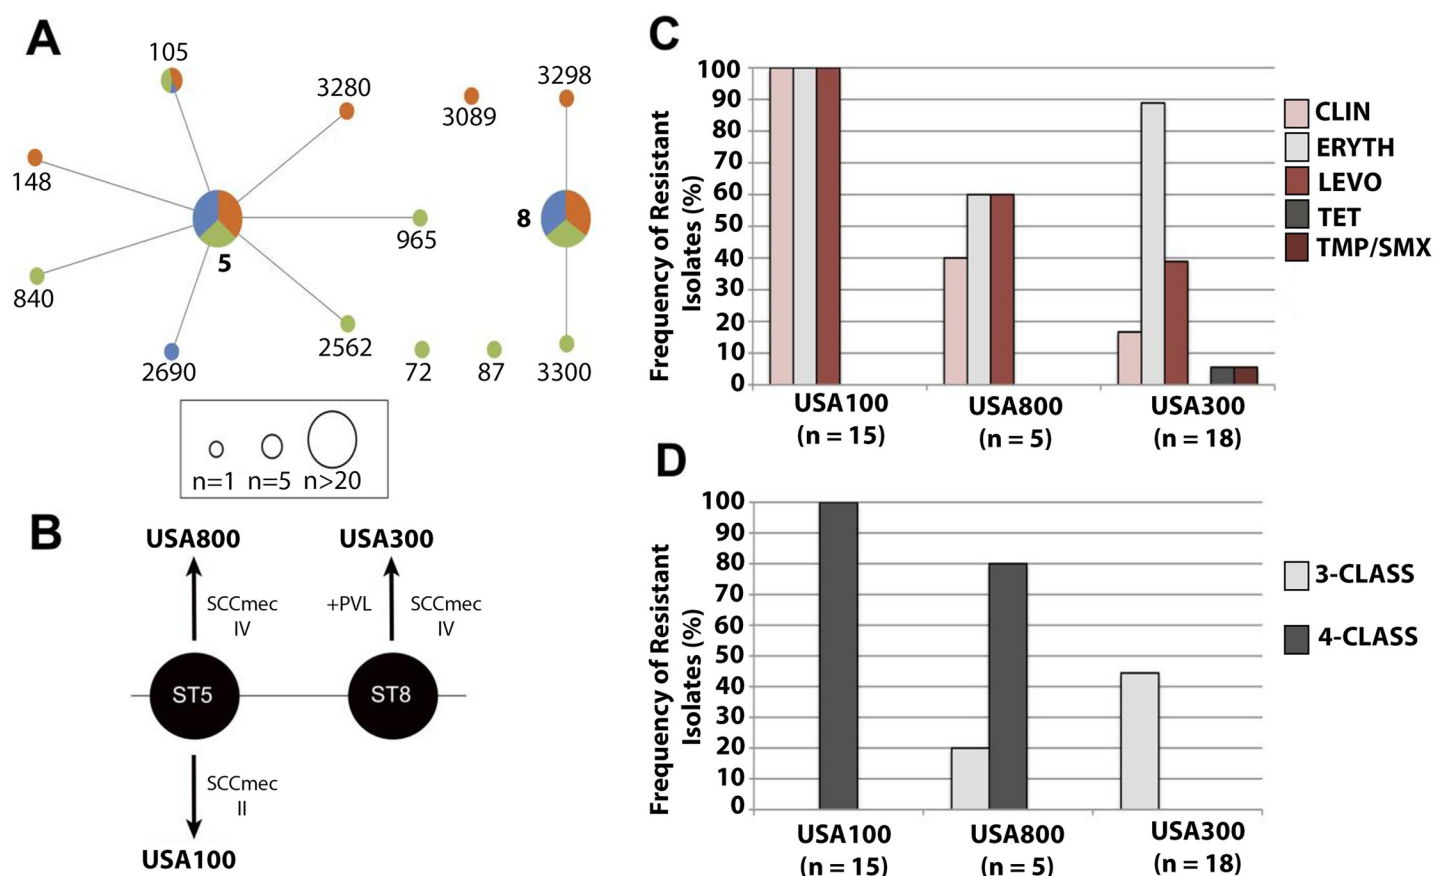 A
105
3280
3089
3298
148
965
8
5
840
2690
2562
72
87
3300
n=1 n=5 n>20
B
USA800 USA300
SCCmec
IV
+PVL
SCCmec
IV
ST5 ST8
SCCmec
II
USA100
C
Frequency of Resistant
Isolates (%)
100
90
80
70
60
50
40
30
20
10
0
USA100
(n = 15)
USA800
(n = 5)
USA300
(n = 18)
CLIN
ERYTH
LEVO
TET
TMP/SMX
D
Frequency of Resistant
Isolates (%)
100
90
80
70
60
50
40
30
20
10
0
USA100
(n = 15)
USA800
(n = 5)
USA300
(n = 18)
3-CLASS
4-CLASS